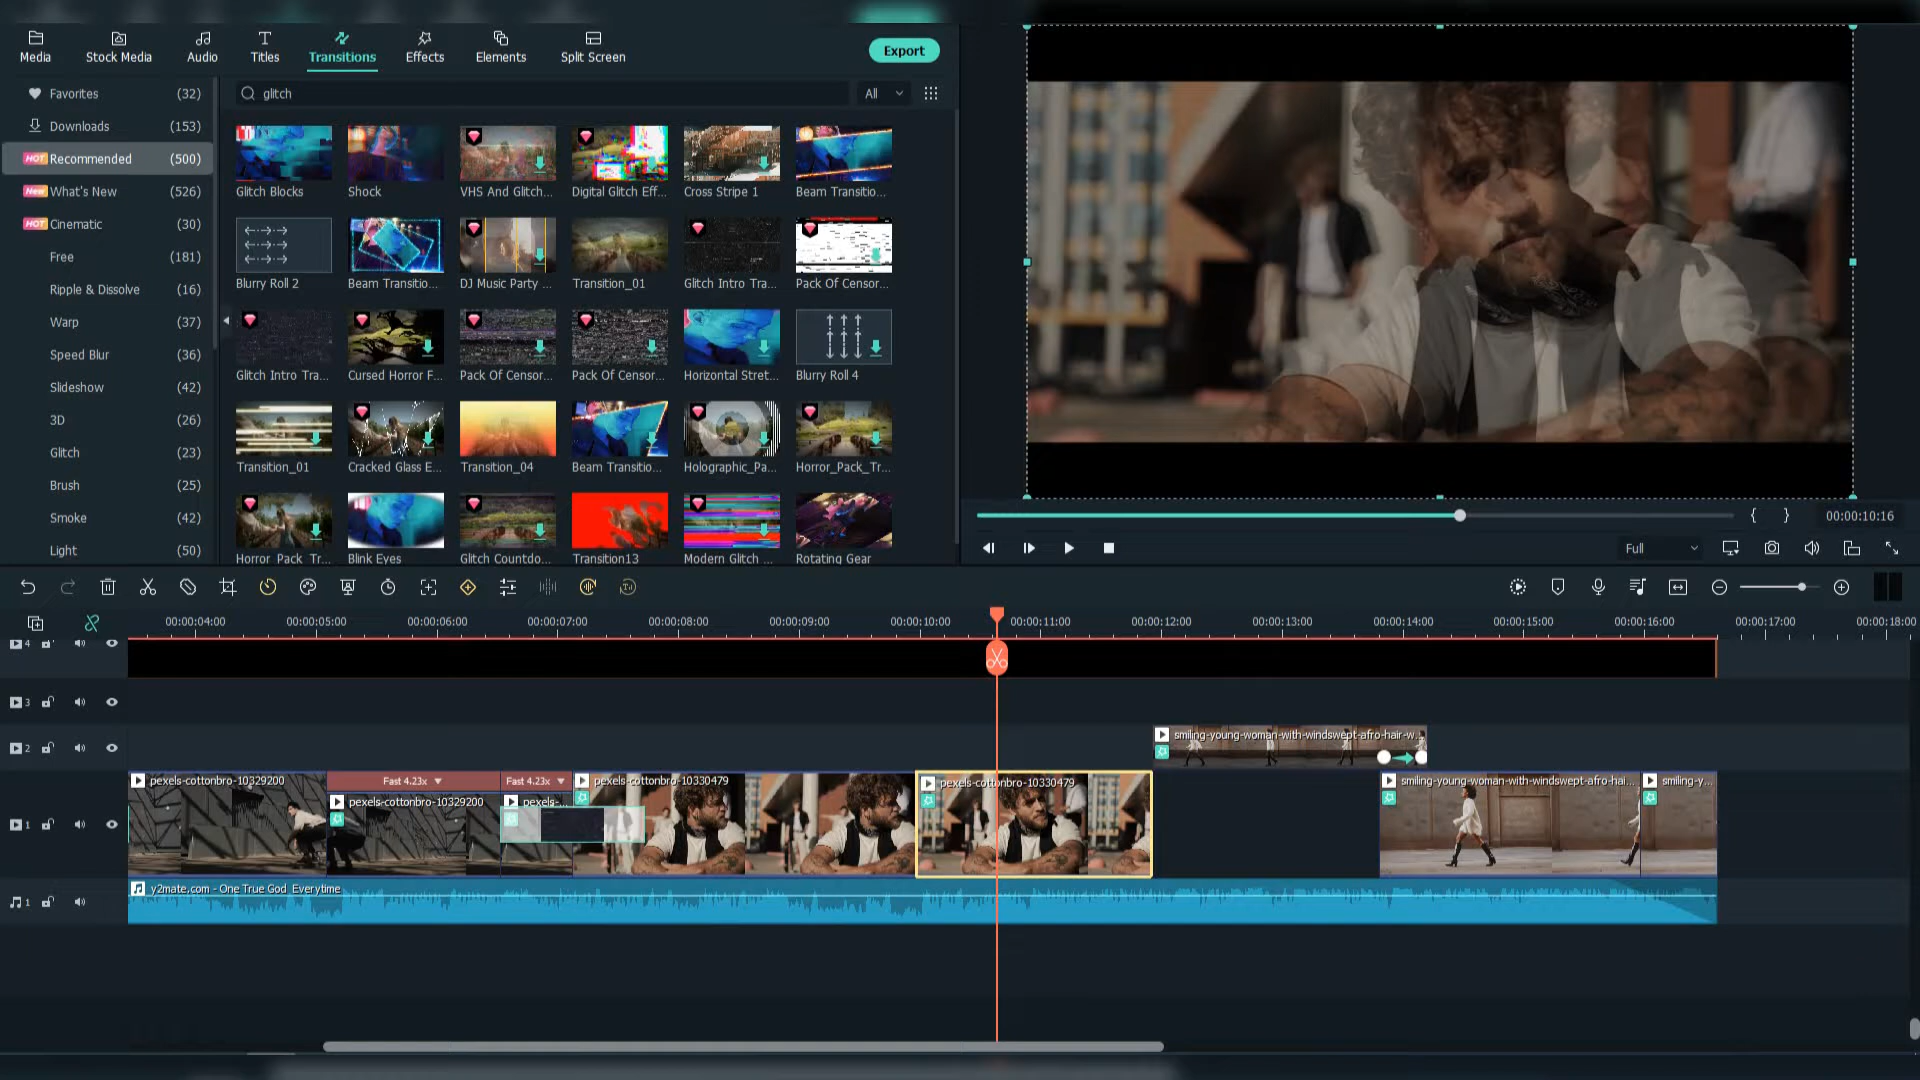 Media
Stock Media
Audio
Titles
Transitions
Effects
Elements
Split Screen
Export
Favorites (32)
Downloads (153)
HOT Recommended (500)
New What's New (526)
HOT Cinematic (30)
Free (181)
Ripple & Dissolve (16)
Warp (37)
Speed Blur (36)
Slideshow (42)
3D (26)
Glitch (23)
Brush (25)
Smoke (42)
Light (50)
glitch
All
Glitch Blocks
Shock
VHS And Glitch...
Digital Glitch Eff...
Cross Stripe 1
Beam Transitio...
Blurry Roll 2
Beam Transitio...
DJ Music Party ...
Transition_01
Glitch Intro Tra...
Pack Of Censor...
Glitch Intro Tra...
Cursed Horror F...
Pack Of Censor...
Pack Of Censor...
Horizontal Stret...
Blurry Roll 4
Transition_01
Cracked Glass E...
Transition_04
Beam Transitio...
Holographic_Pa...
Horror_Pack_Tr...
Horror_Pack_Tr...
Blink Eyes
Glitch Countdo...
Transition13
Modern Glitch ...
Rotating Gear
{ }
00:00:10:16
Full
00:00:04:00
00:00:05:00
00:00:06:00
00:00:07:00
00:00:08:00
00:00:09:00
00:00:10:00
00:00:11:00
00:00:12:00
00:00:13:00
00:00:14:00
00:00:15:00
00:00:16:00
00:00:17:00
00:00:18:00
4
3
2
smiling-young-woman-with-windswept-afro-hair-w...
1
pexels-cottonbro-10329200
Fast 4.23x
pexels-cottonbro-10329200
Fast 4.23x
pexels-...
pexels-cottonbro-10330479
pexels-cottonbro-10330479
smiling-young-woman-with-windswept-afro-hai...
smiling-y...
1
y2mate.com - One True God Everytime